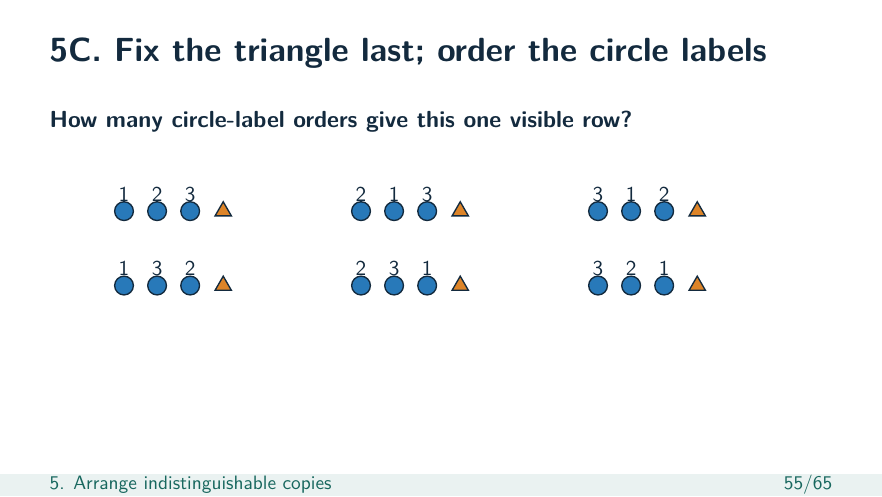 5C. Fix the triangle last; order the circle labels
How many circle-label orders give this one visible row?
1 2 3
2 1 3
3 1 2
1 3 2
2 3 1
3 2 1
5. Arrange indistinguishable copies
55/65